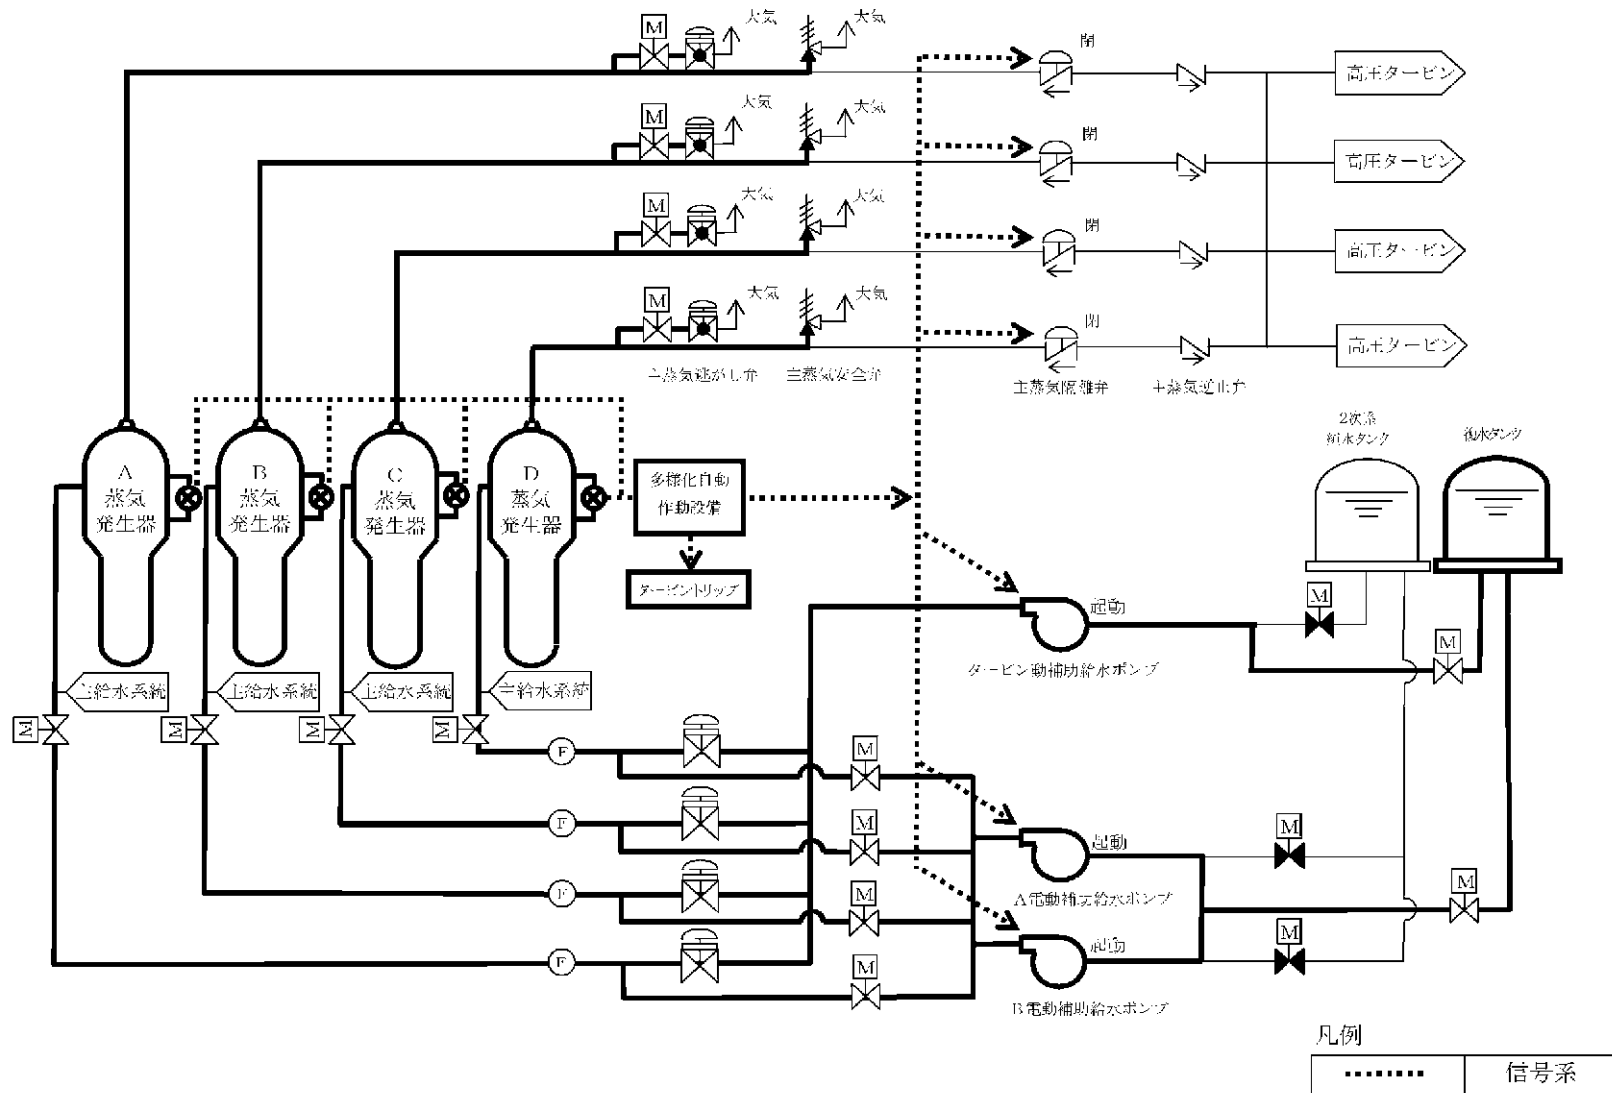 M
大気
大気
閉
高圧タービン
M
大気
大気
閉
高圧タービン
M
大気
大気
閉
高圧タービン
M
大気
大気
閉
高圧タービン
主蒸気逃がし弁
主蒸気安全弁
主蒸気隔離弁
主蒸気逆止弁
2次系
純水タンク
復水タンク
A
蒸気
発生器
B
蒸気
発生器
C
蒸気
発生器
D
蒸気
発生器
多様化自動
作動設備
タービントリップ
起動
M
M
タービン動補助給水ポンプ
主給水系統
主給水系統
主給水系統
主給水系統
M
M
M
M
F
M
F
M
起動
M
A電動補助給水ポンプ
M
F
M
起動
M
F
M
B電動補助給水ポンプ
凡例
信号系